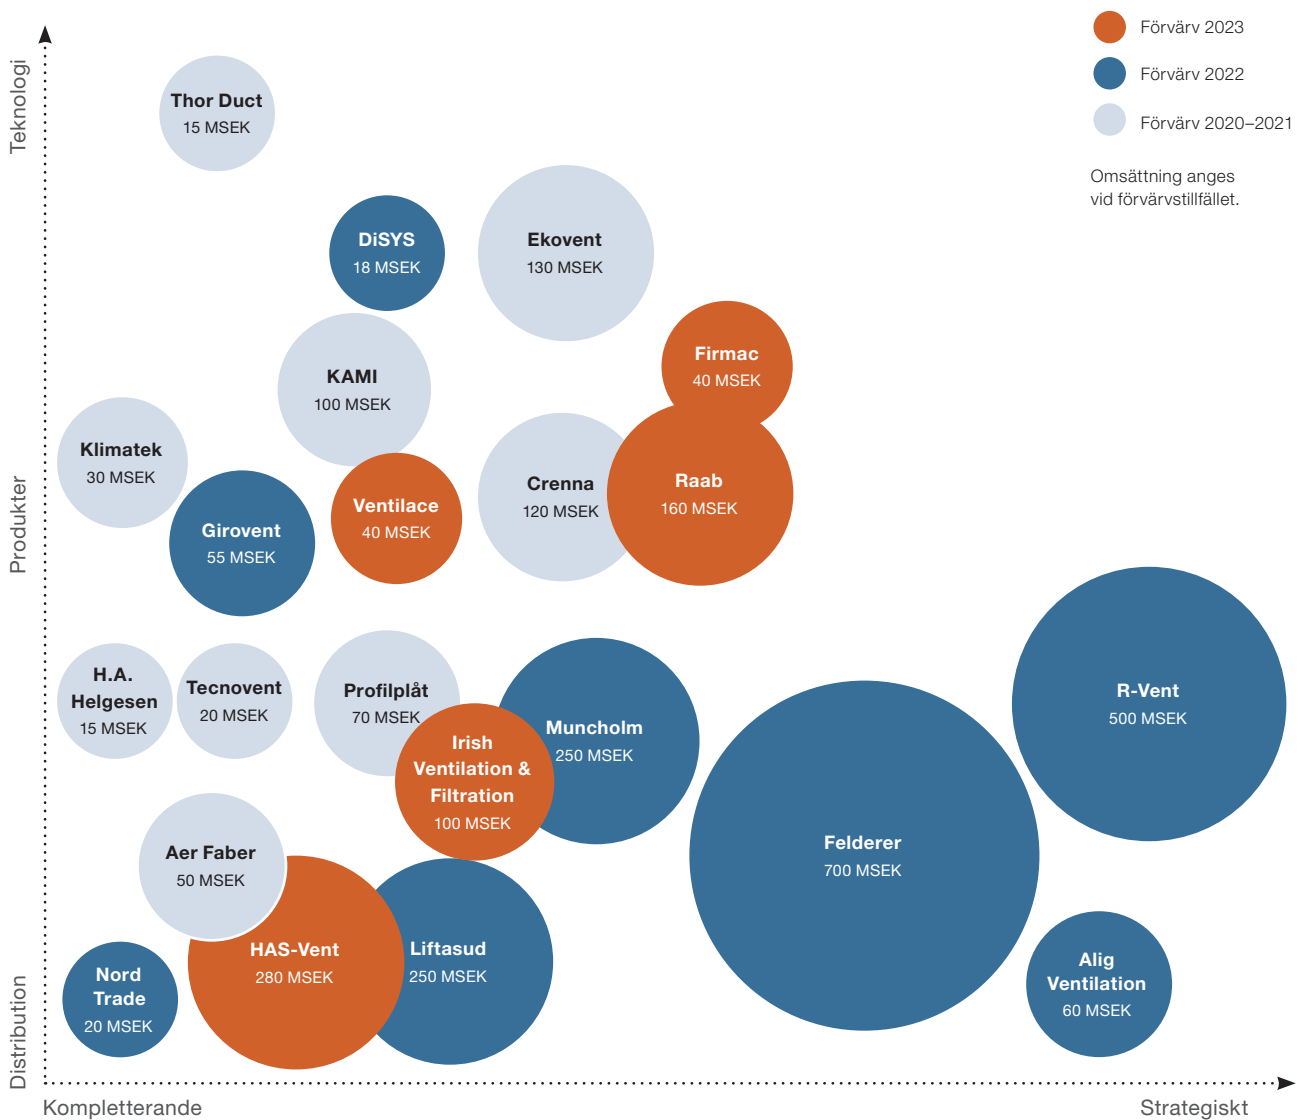 Förvärv 2023
Förvärv 2022
Förvärv 2020–2021
Omsättning anges
vid förvärvstillfället.
Teknologi
Produkter
Distribution
Thor Duct
15 MSEK
DiSYS
18 MSEK
Ekovent
130 MSEK
Firmac
40 MSEK
KAMI
100 MSEK
Klimatek
30 MSEK
Girovent
55 MSEK
Ventilace
40 MSEK
Crenna
120 MSEK
Raab
160 MSEK
H.A.
Helgesen
15 MSEK
Tecnovent
20 MSEK
Profilplåt
70 MSEK
Irish
Ventilation &
Filtration
100 MSEK
Muncholm
250 MSEK
R-Vent
500 MSEK
Felderer
700 MSEK
Aer Faber
50 MSEK
HAS-Vent
280 MSEK
Liftasud
250 MSEK
Nord
Trade
20 MSEK
Alig
Ventilation
60 MSEK
Kompletterande
Strategiskt